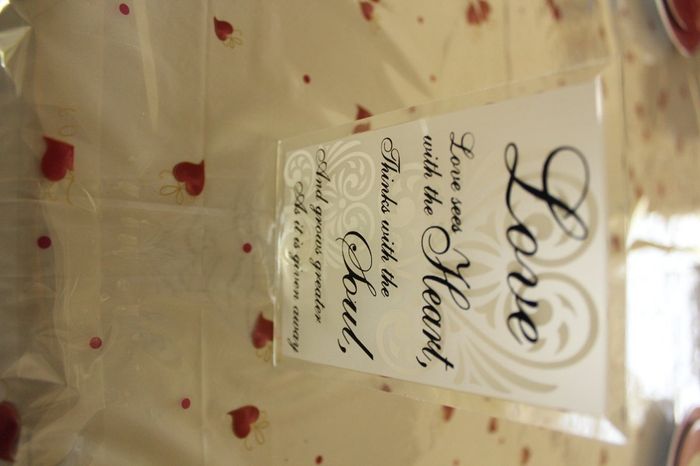 Love
Love sees
with the Heart,
Thinks with the
Soul,
And grows greater
As it is given away